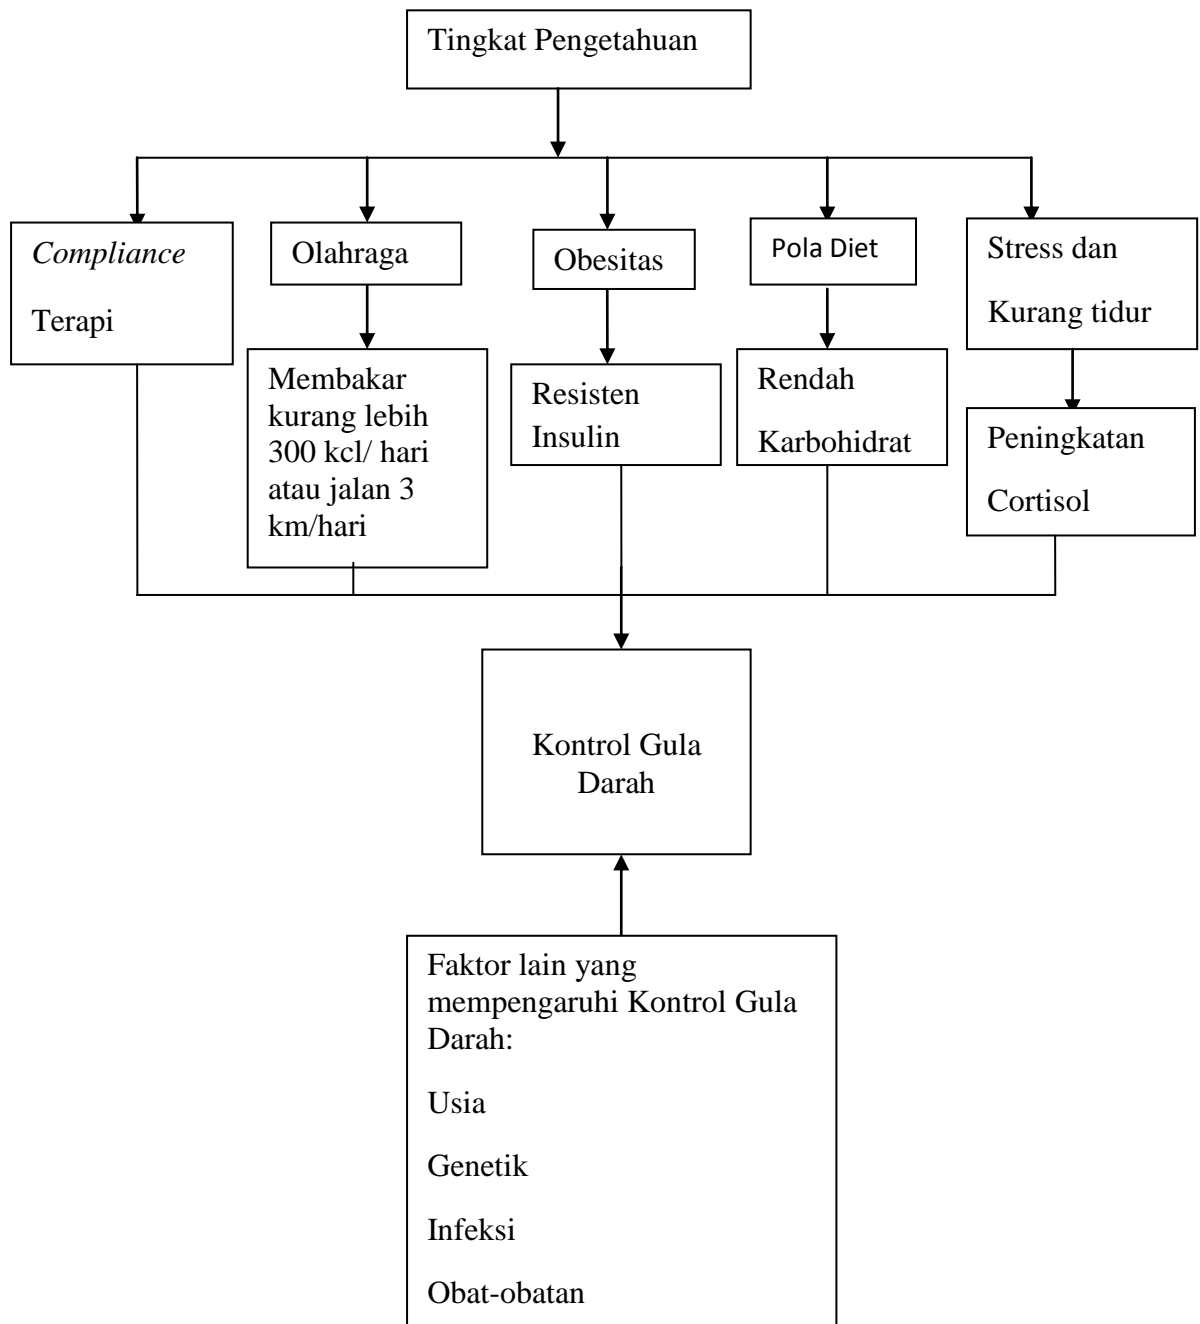 Tingkat Pengetahuan
Compliance
Terapi
Olahraga
Obesitas
Pola Diet
Stress dan
Kurang tidur
Membakar
kurang lebih
300 kcl/ hari
atau jalan 3
km/hari
Resisten
Insulin
Rendah
Karbohidrat
Peningkatan
Cortisol
Kontrol Gula
Darah
Faktor lain yang
mempengaruhi Kontrol Gula
Darah:
Usia
Genetik
Infeksi
Obat-obatan